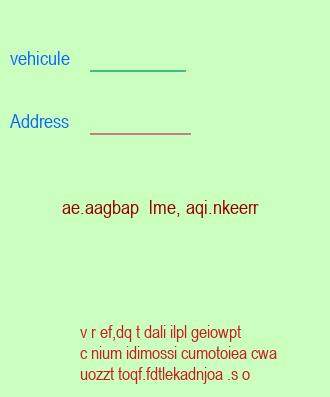 vehicule
Address
ae.aagbap lme, aqi.nkeerr
v r ef,dq t dali ilpl geiowpt
c nium idimossi cumotoiea cwa
uozzt toqf.fdtlekadnjoa .s o